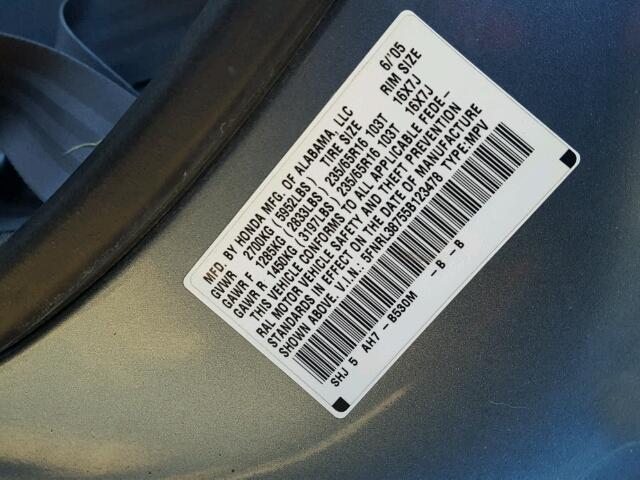 MFD. BY HONDA MFG. OF ALABAMA, LLC 6/'05
GVWR 2700KG (5952LBS) TIRE SIZE RIM SIZE
GAWR F 1285KG (2833LBS) 235/65R16 103T 16X7J
GAWR R 1450KG (3197LBS) 235/65R16 103T 16X7J
THIS VEHICLE CONFORMS TO ALL APPLICABLE FEDE-
RAL MOTOR VEHICLE SAFETY AND THEFT PREVENTION
STANDARDS IN EFFECT ON THE DATE OF MANUFACTURE
SHOWN ABOVE. V.I.N: 5FNRL38755B123478 TYPE:MPV
SHJ 5 AH7 - B530M - B - B